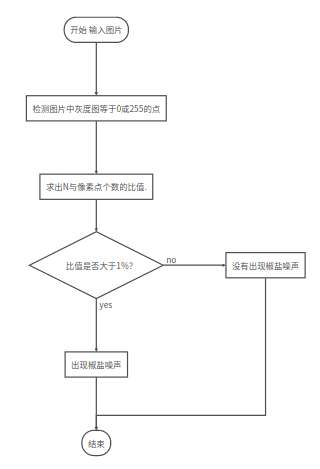 开始 输入图片
检测图片中灰度图等于0或255的点
求出N与像素点个数的比值.
比值是否大于1%?
no
没有出现椒盐噪声
yes
出现椒盐噪声
结束